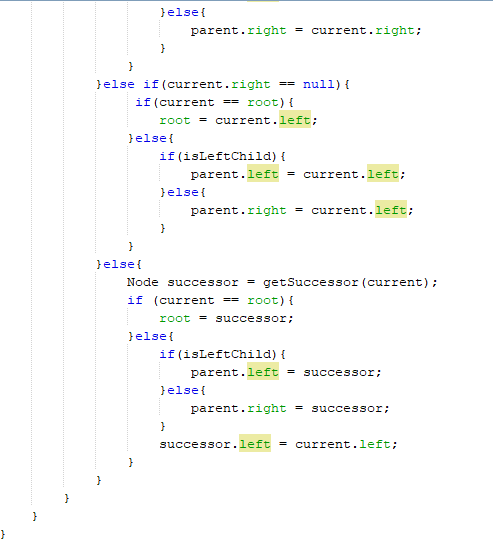 }else{
                        parent.right = current.right;
                    }
                }
            }else if(current.right == null){
                 if(current == root){
                    root = current.left;
                }else{
                    if(isLeftChild){
                        parent.left = current.left;
                    }else{
                        parent.right = current.left;
                    }
                }
            }else{
                Node successor = getSuccessor(current);
                if (current == root){
                    root = successor;
                }else{
                    if(isLeftChild){
                        parent.left = successor;
                    }else{
                        parent.right = successor;
                    }
                    successor.left = current.left;
                }
            }
        }
    }
}